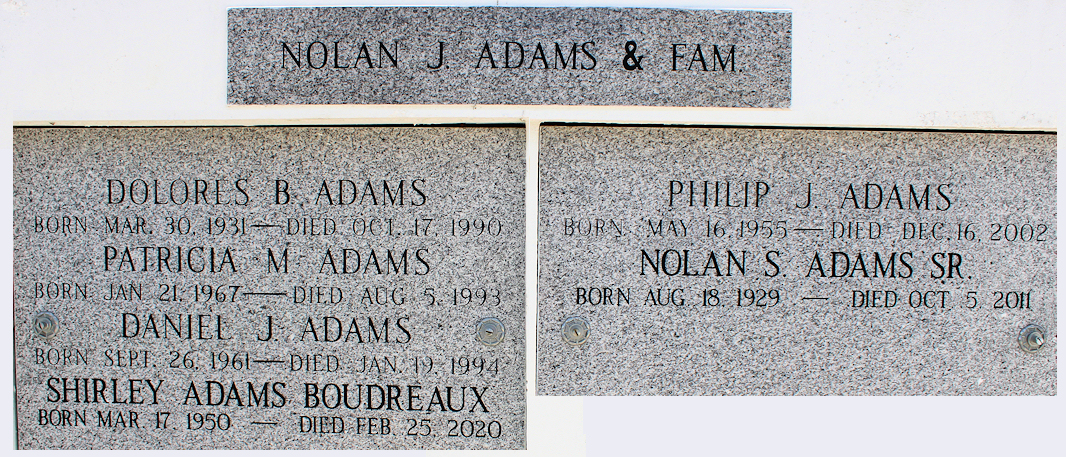 NOLAN J. ADAMS & FAM.
DOLORES B. ADAMS
BORN MAR. 30, 1931 — DIED OCT. 17, 1990
PATRICIA M ADAMS
BORN JAN 21, 1967 — DIED AUG 5, 1993
DANIEL J. ADAMS
BORN SEPT. 26, 1961 — DIED JAN. 19, 1994
SHIRLEY ADAMS BOUDREAUX
BORN MAR. 17, 1950 — DIED FEB. 25, 2020
PHILIP J. ADAMS
BORN MAY 16, 1955 — DIED DEC. 16, 2002
NOLAN S. ADAMS SR.
BORN AUG 18 1929 — DIED OCT 5 2011